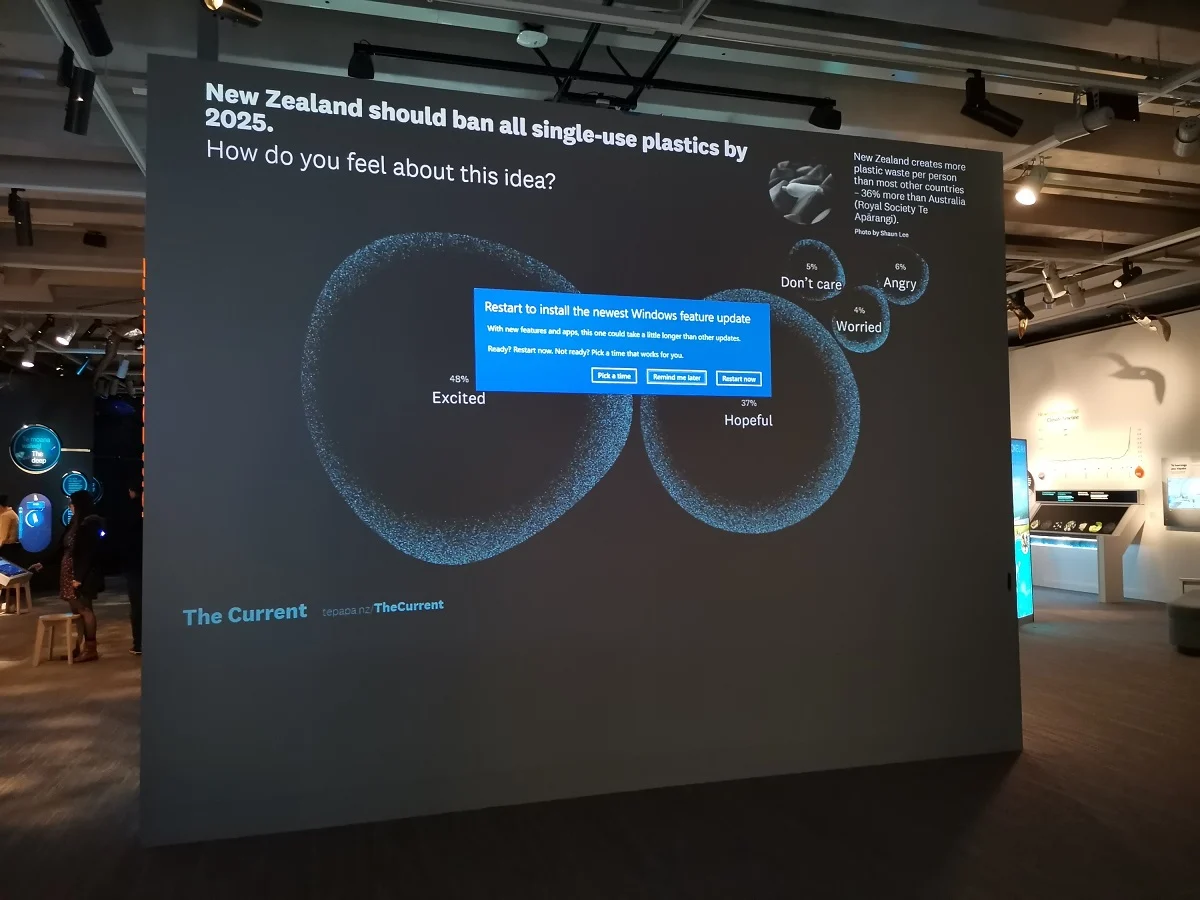 New Zealand should ban all single-use plastics by
2025.
How do you feel about this idea?
New Zealand creates more
plastic waste per person
than most other countries
– 36% more than Australia
(Royal Society Te
Apārangi).
Photo by Shaun Lee
5%
Don't care
6%
Angry
4%
Worried
Restart to install the newest Windows feature update
With new features and apps, this one could take a little longer than other updates.
Ready? Restart now. Not ready? Pick a time that works for you.
Pick a time
Remind me later
Restart now
48%
Excited
37%
Hopeful
The Current
tepapa.nz/TheCurrent
The
deep